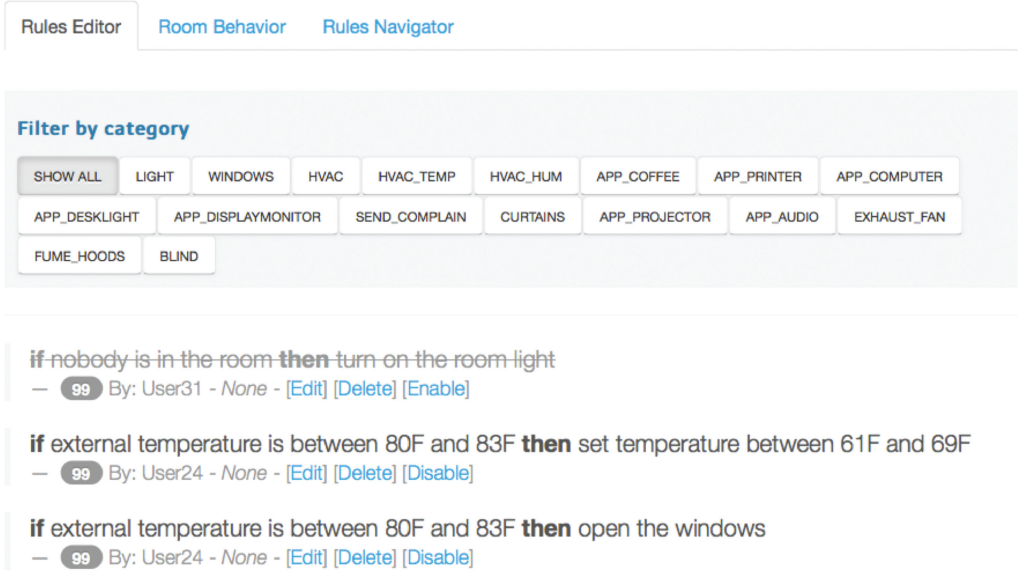 Rules Editor Room Behavior Rules Navigator
Filter by category
SHOW ALL LIGHT WINDOWS HVAC HVAC_TEMP HVAC_HUM APP_COFFEE APP_PRINTER APP_COMPUTER
APP_DESKLIGHT APP_DISPLAYMONITOR SEND_COMPLAIN CURTAINS APP_PROJECTOR APP_AUDIO EXHAUST_FAN
FUME_HOODS BLIND
if nobody is in the room then turn on the room light
— 99 By: User31 - None - [Edit] [Delete] [Enable]
if external temperature is between 80F and 83F then set temperature between 61F and 69F
— 99 By: User24 - None - [Edit] [Delete] [Disable]
if external temperature is between 80F and 83F then open the windows
— 99 By: User24 - None - [Edit] [Delete] [Disable]